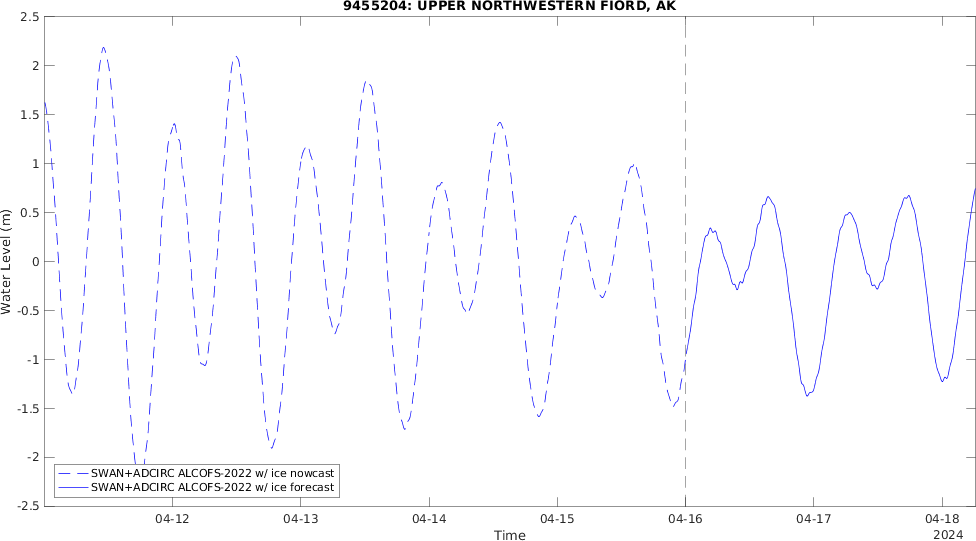 9455204: UPPER NORTHWESTERN FIORD, AK
2.5
2
1.5
1
0.5
0
-0.5
-1
-1.5
-2
-2.5
Water Level (m)
SWAN+ADCIRC ALCOFS-2022 w/ ice nowcast
SWAN+ADCIRC ALCOFS-2022 w/ ice forecast
04-12 04-13 04-14 04-15 04-16 04-17 04-18
2024
Time